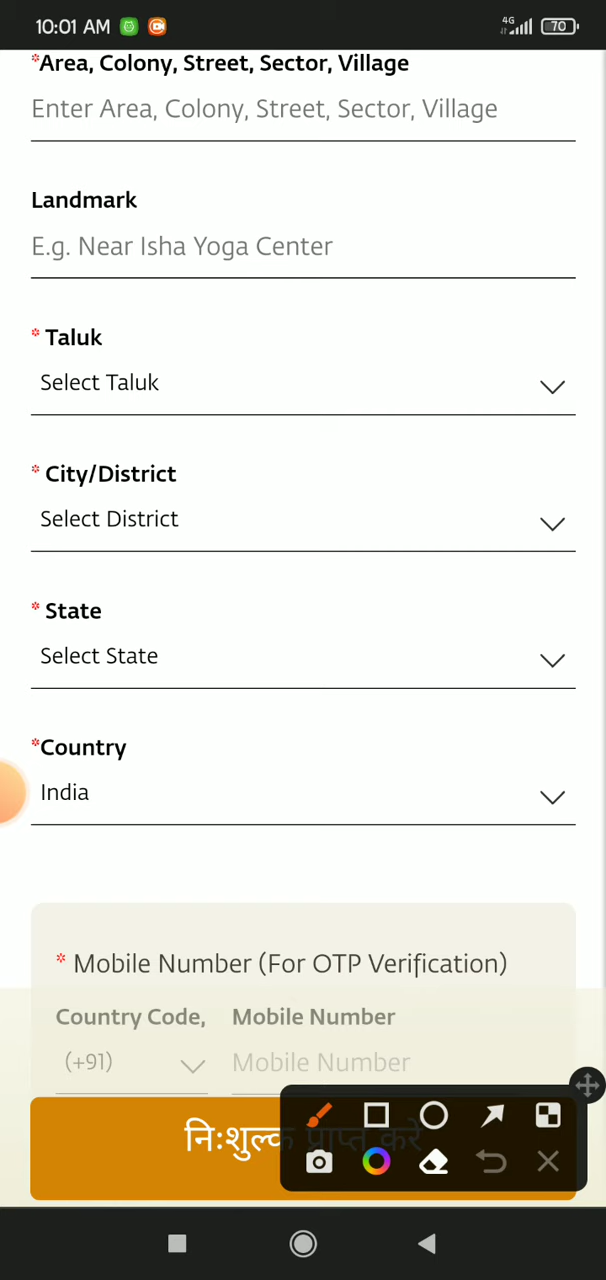 10:01 AM
4G
70
*Area, Colony, Street, Sector, Village
Enter Area, Colony, Street, Sector, Village
Landmark
E.g. Near Isha Yoga Center
* Taluk
Select Taluk
* City/District
Select District
* State
Select State
*Country
India
* Mobile Number (For OTP Verification)
Country Code, Mobile Number
(+91) Mobile Number
नि:शुल्क प्राप्त करें